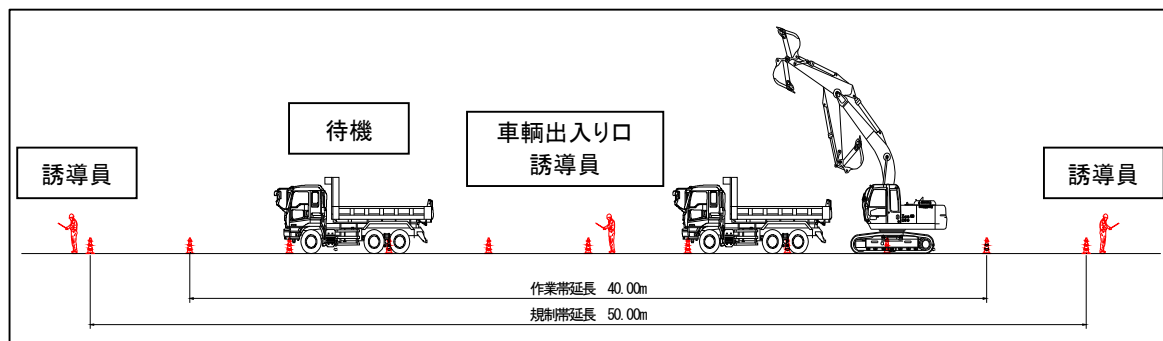 待機
車輌出入り口
誘導員
誘導員
誘導員
作業帯延長 40.00m
規制帯延長 50.00m